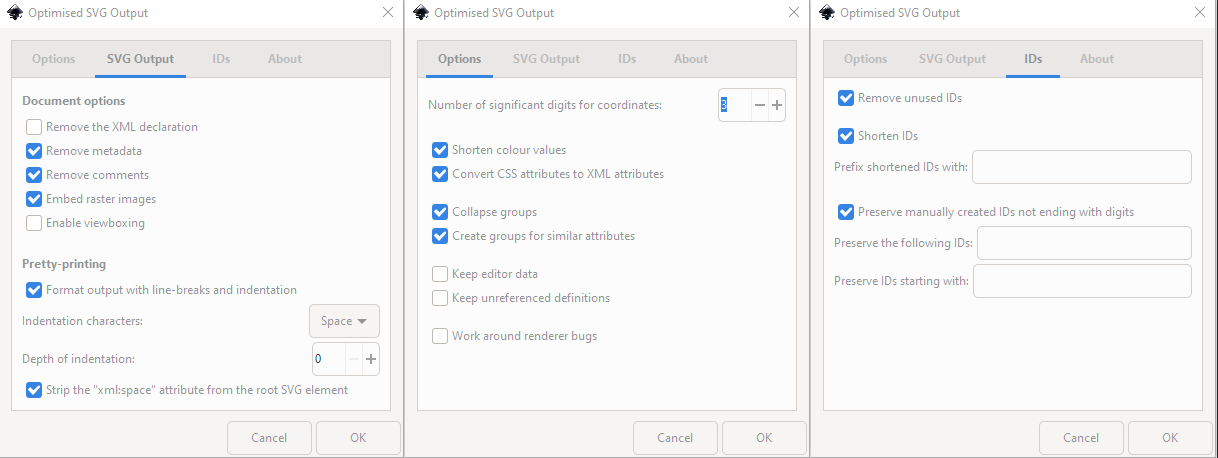 Optimised SVG Output
Options SVG Output IDs About
Document options
Remove the XML declaration
Remove metadata
Remove comments
Embed raster images
Enable viewboxing
Pretty-printing
Format output with line-breaks and indentation
Indentation characters: Space
Depth of indentation: 0
Strip the "xml:space" attribute from the root SVG element
Cancel OK
Optimised SVG Output
Options SVG Output IDs About
Number of significant digits for coordinates: 3
Shorten colour values
Convert CSS attributes to XML attributes
Collapse groups
Create groups for similar attributes
Keep editor data
Keep unreferenced definitions
Work around renderer bugs
Cancel OK
Optimised SVG Output
Options SVG Output IDs About
Remove unused IDs
Shorten IDs
Prefix shortened IDs with:
Preserve manually created IDs not ending with digits
Preserve the following IDs:
Preserve IDs starting with:
Cancel OK